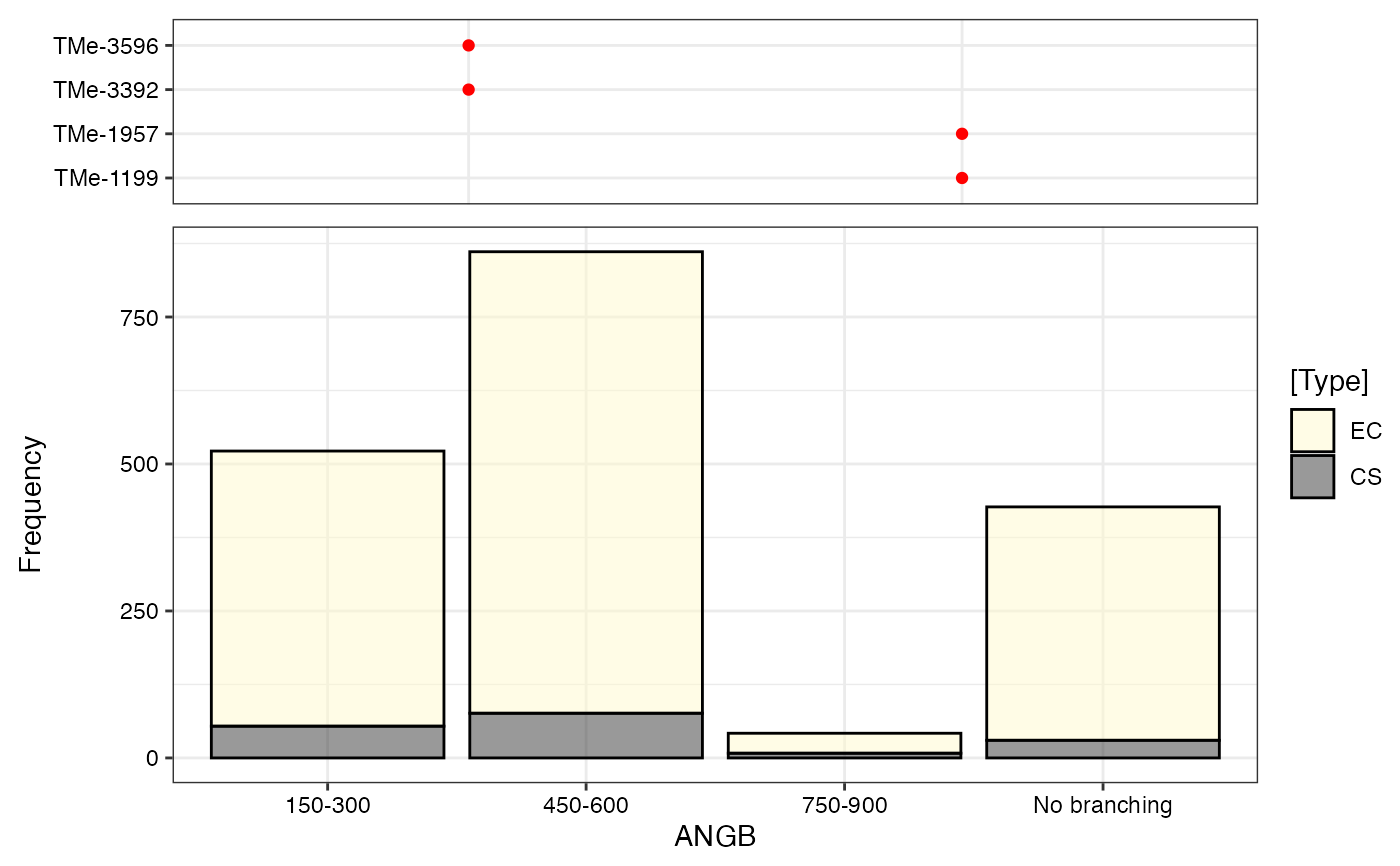 TMe-3596
TMe-3392
TMe-1957
TMe-1199
750
500
250
0
Frequency
150-300 450-600 750-900 No branching
ANGB
[Type]
EC
CS